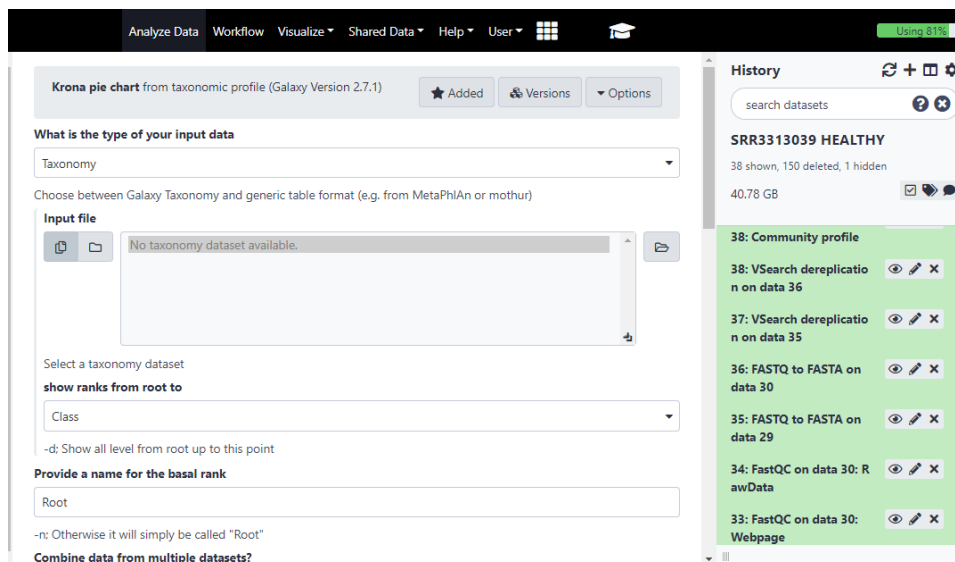 Analyze Data Workflow Visualize Shared Data Help User Using 81%
Krona pie chart from taxonomic profile (Galaxy Version 2.7.1)
Added Versions Options
What is the type of your input data
Taxonomy
Choose between Galaxy Taxonomy and generic table format (e.g. from MetaPhlAn or mothur)
Input file
No taxonomy dataset available.
Select a taxonomy dataset
show ranks from root to
Class
-d; Show all level from root up to this point
Provide a name for the basal rank
Root
-n; Otherwise it will simply be called "Root"
Combine data from multiple datasets?
History
search datasets
SRR3313039 HEALTHY
38 shown, 150 deleted, 1 hidden
40.78 GB
38: Community profile
38: VSearch dereplicatio
n on data 36
37: VSearch dereplicatio
n on data 35
36: FASTQ to FASTA on
data 30
35: FASTQ to FASTA on
data 29
34: FastQC on data 30: R
awData
33: FastQC on data 30:
Webpage